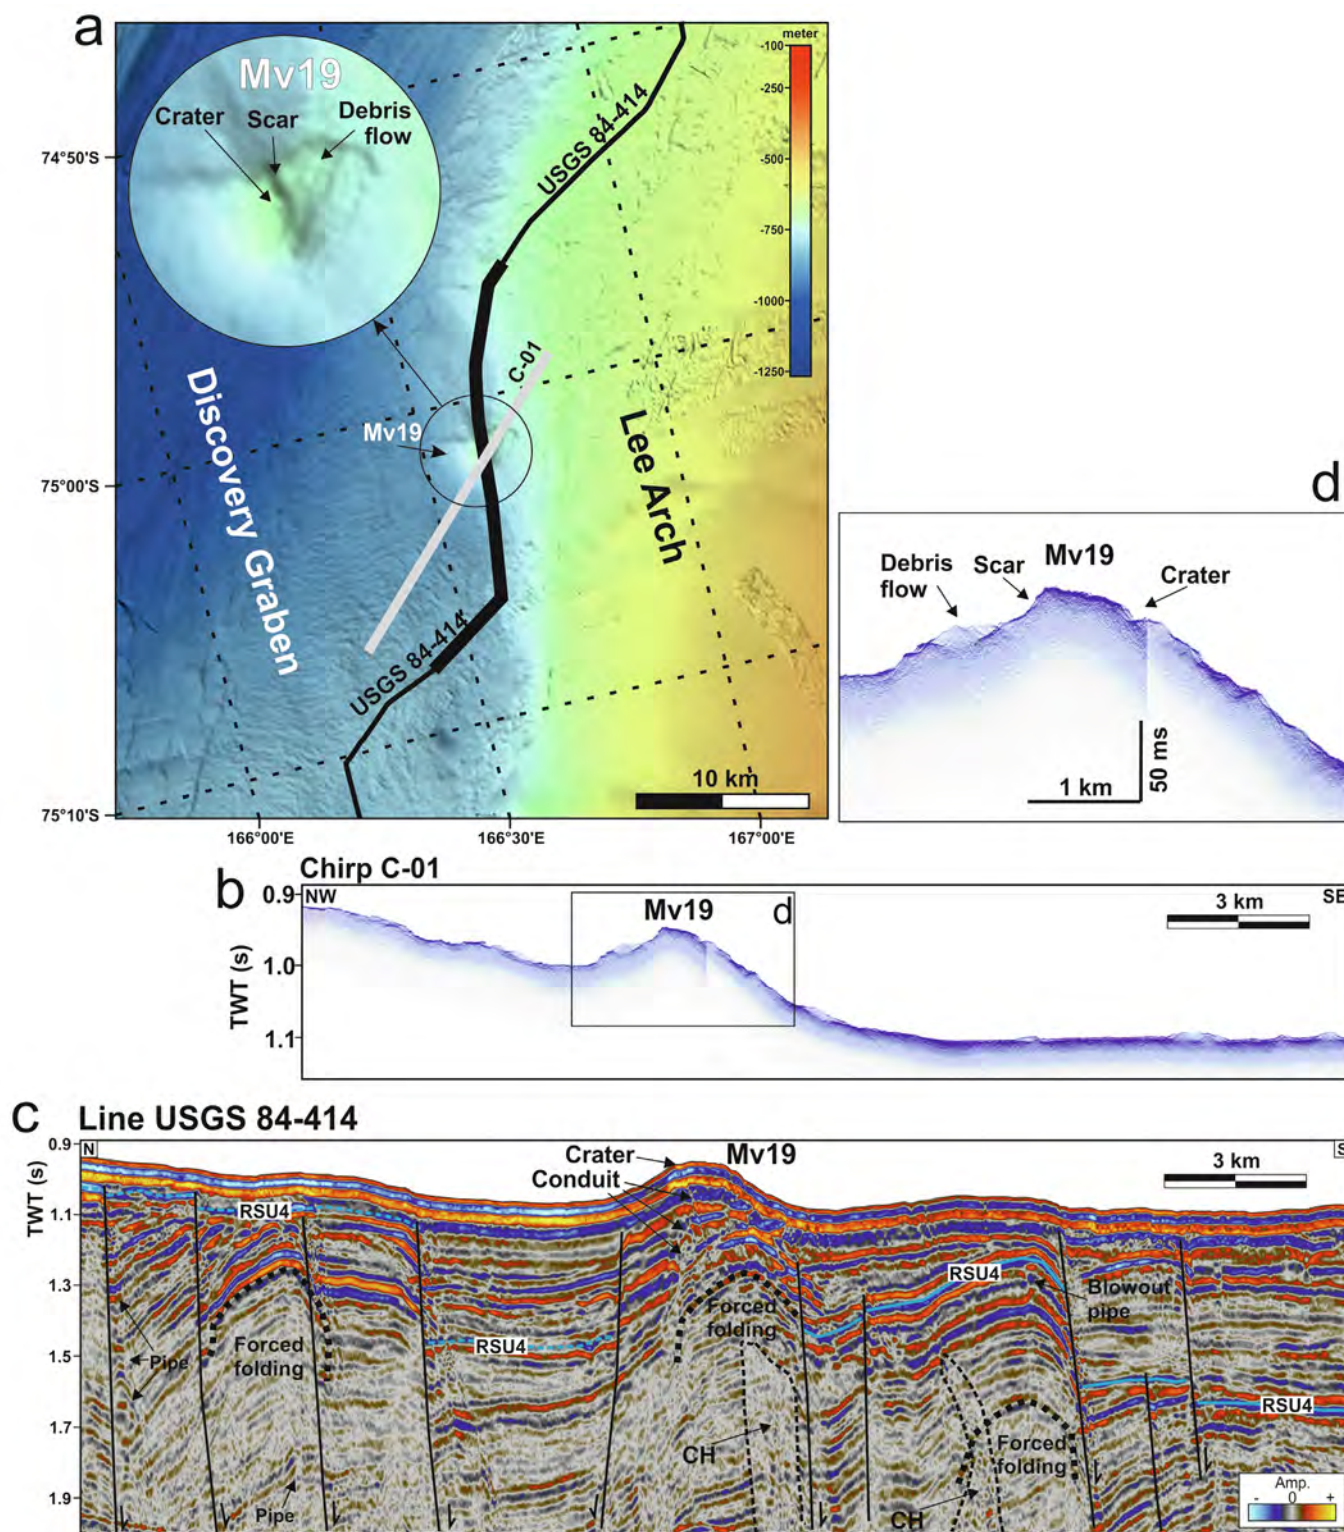 a
Mv19
Crater
Scar
Debris
flow
USGS 84-414
meter
-100
-500
-750
-1000
-1250
74°50'S
75°00'S
75°10'S
Discovery Graben
Mv19
C-01
Lee Arch
USGS 84-414
10 km
166°00'E
166°30'E
167°00'E
d
Debris
flow
Scar
Mv19
Crater
1 km
50 ms
b
Chirp C-01
0.9
1.0
1.1
TWT (s)
NW
Mv19
d
3 km
SE
c
Line USGS 84-414
0.9
1.1
1.3
1.5
1.7
1.9
TWT (s)
N
Crater
Conduit
Mv19
3 km
S
RSU4
RSU4
Blowout
pipe
Forced
folding
Forced
folding
Pipe
RSU4
RSU4
CH
Forced
folding
Pipe
CH
Amp.
- 0 +